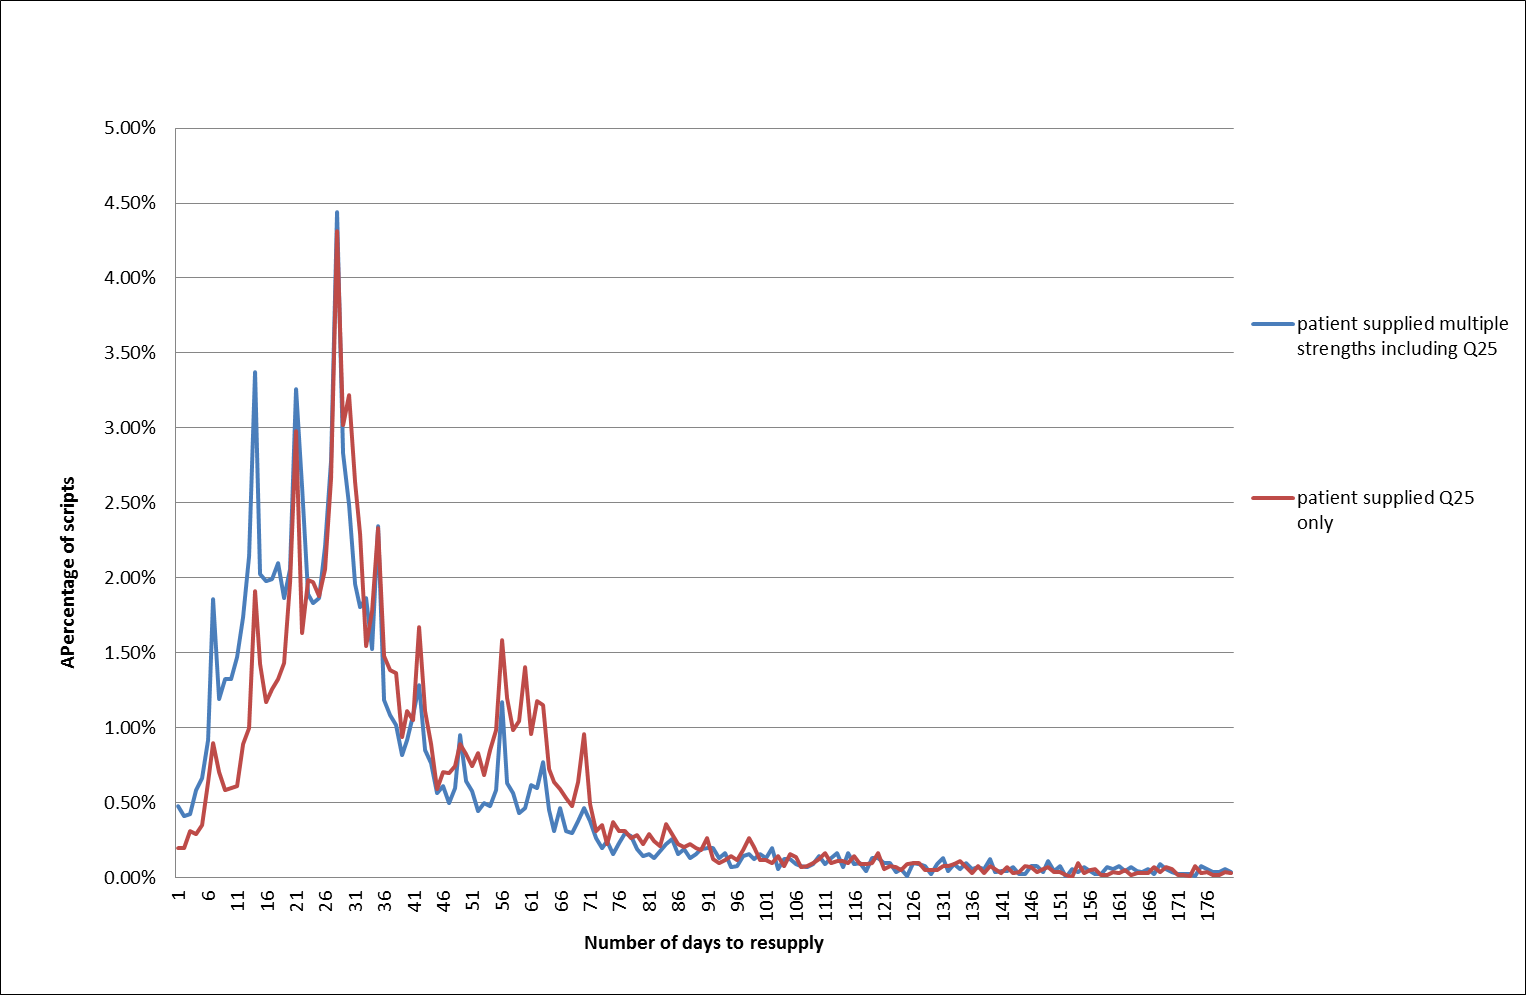 5.00%
4.50%
4.00%
3.50%
3.00%
2.50%
2.00%
1.50%
1.00%
0.50%
0.00%
APercentage of scripts
1 6 11 16 21 26 31 36 41 46 51 56 61 66 71 76 81 86 91 96 101 106 111 116 121 126 131 136 141 146 151 156 161 166 171 176
Number of days to resupply
patient supplied multiple
strengths including Q25
patient supplied Q25
only